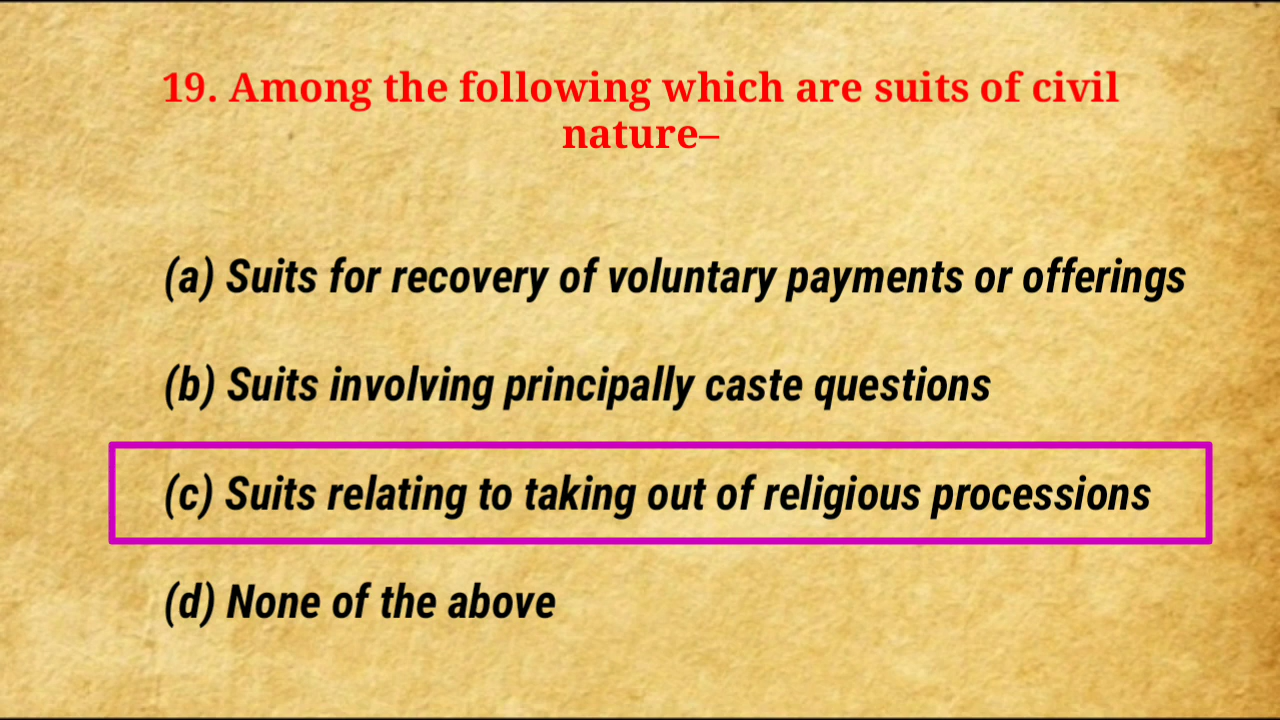 19. Among the following which are suits of civil
nature–
(a) Suits for recovery of voluntary payments or offerings
(b) Suits involving principally caste questions
(c) Suits relating to taking out of religious processions
(d) None of the above